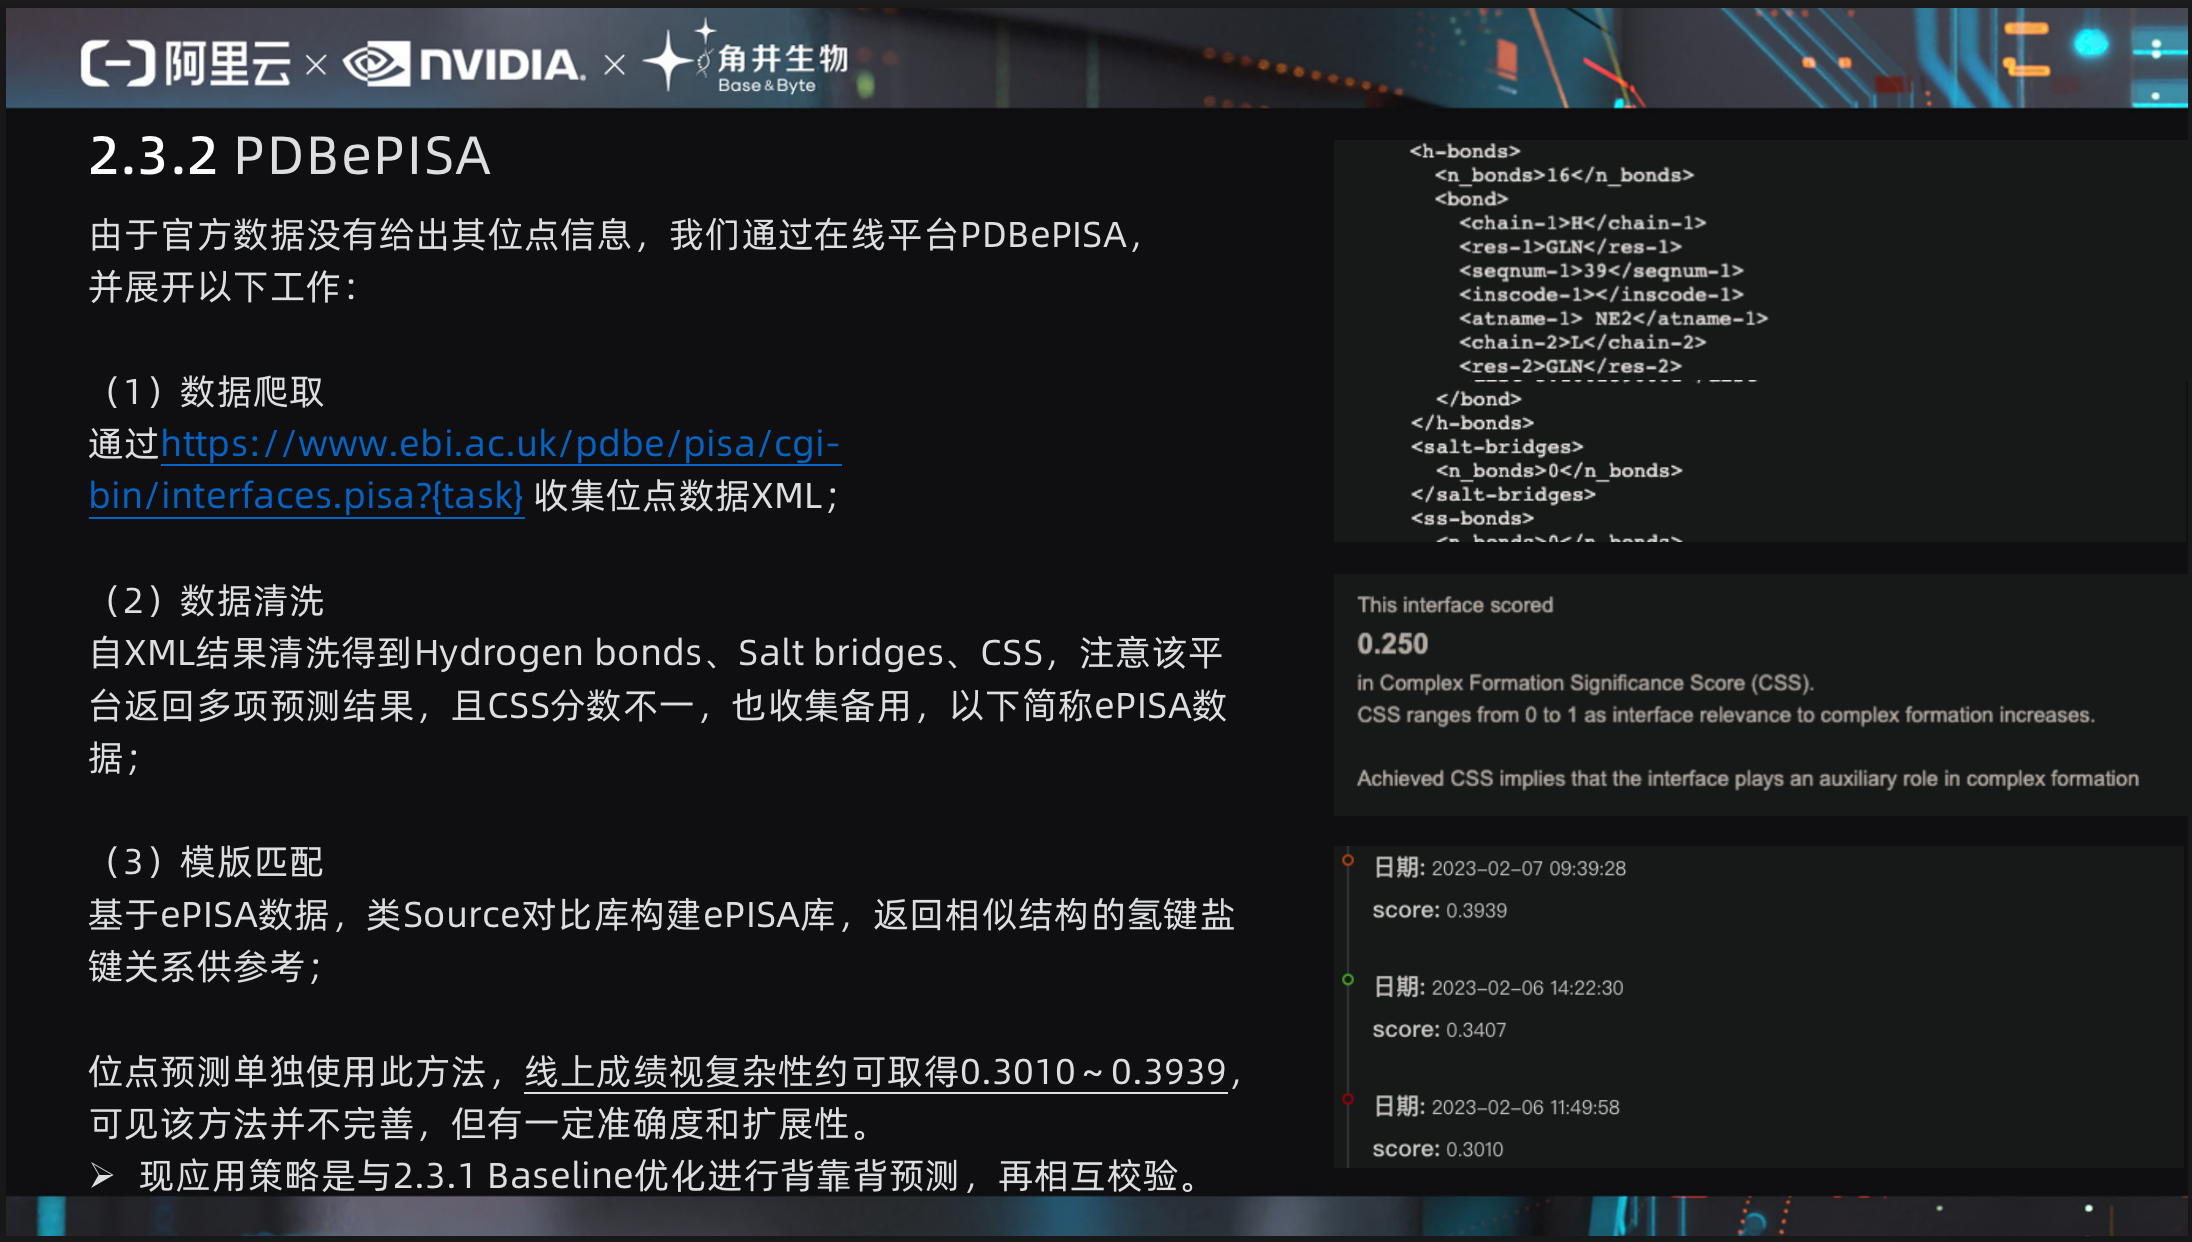 阿里云 × NVIDIA. × 角井生物
Base&Byte
2.3.2 PDBePISA
由于官方数据没有给出其位点信息，我们通过在线平台PDBePISA，
并展开以下工作：
（1）数据爬取
通过https://www.ebi.ac.uk/pdbe/pisa/cgi-
bin/interfaces.pisa?{task} 收集位点数据XML；
（2）数据清洗
自XML结果清洗得到Hydrogen bonds、Salt bridges、CSS，注意该平
台返回多项预测结果，且CSS分数不一，也收集备用，以下简称ePISA数
据；
（3）模版匹配
基于ePISA数据，类Source对比库构建ePISA库，返回相似结构的氢键盐
键关系供参考；
位点预测单独使用此方法，线上成绩视复杂性约可取得0.3010～0.3939，
可见该方法并不完善，但有一定准确度和扩展性。
➢ 现应用策略是与2.3.1 Baseline优化进行背靠背预测，再相互校验。
<h-bonds>
<n_bonds>16</n_bonds>
<bond>
<chain-1>H</chain-1>
<res-1>GLN</res-1>
<seqnum-1>39</seqnum-1>
<inscode-1></inscode-1>
<atname-1> NE2</atname-1>
<chain-2>L</chain-2>
<res-2>GLN</res-2>
</bond>
</h-bonds>
<salt-bridges>
<n_bonds>0</n_bonds>
</salt-bridges>
<ss-bonds>
<n_bonds>0</n_bonds>
This interface scored
0.250
in Complex Formation Significance Score (CSS).
CSS ranges from 0 to 1 as interface relevance to complex formation increases.
Achieved CSS implies that the interface plays an auxiliary role in complex formation
日期: 2023-02-07 09:39:28
score: 0.3939
日期: 2023-02-06 14:22:30
score: 0.3407
日期: 2023-02-06 11:49:58
score: 0.3010